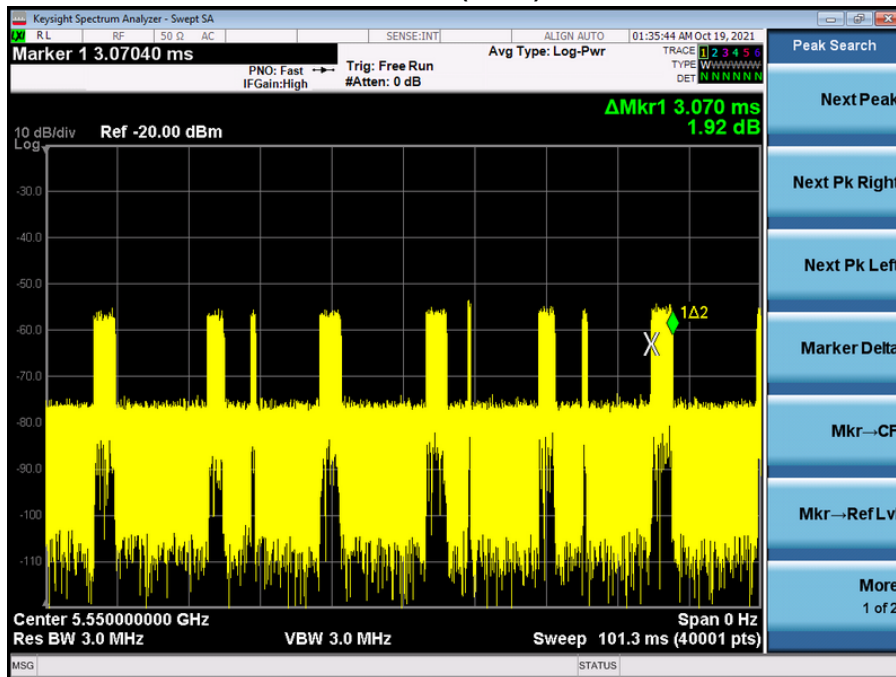 Keysight Spectrum Analyzer - Swept SA
LXI RL RF 50 Ω AC SENSE:INT ALIGN AUTO 01:35:44 AM Oct 19, 2021
Marker 1 3.07040 ms
PNO: Fast
IFGain:High
Trig: Free Run
#Atten: 0 dB
Avg Type: Log-Pwr
TRACE 1 2 3 4 5 6
TYPE W
DET N N N N N N
ΔMkr1 3.070 ms
1.92 dB
10 dB/div Ref -20.00 dBm
Log
-30.0
-40.0
-50.0
-60.0
-70.0
-80.0
-90.0
-100
-110
1Δ2
X
Center 5.550000000 GHz Span 0 Hz
Res BW 3.0 MHz VBW 3.0 MHz Sweep 101.3 ms (40001 pts)
MSG STATUS
Peak Search
Next Peak
Next Pk Right
Next Pk Left
Marker Delta
Mkr→CF
Mkr→Ref Lvl
More
1 of 2